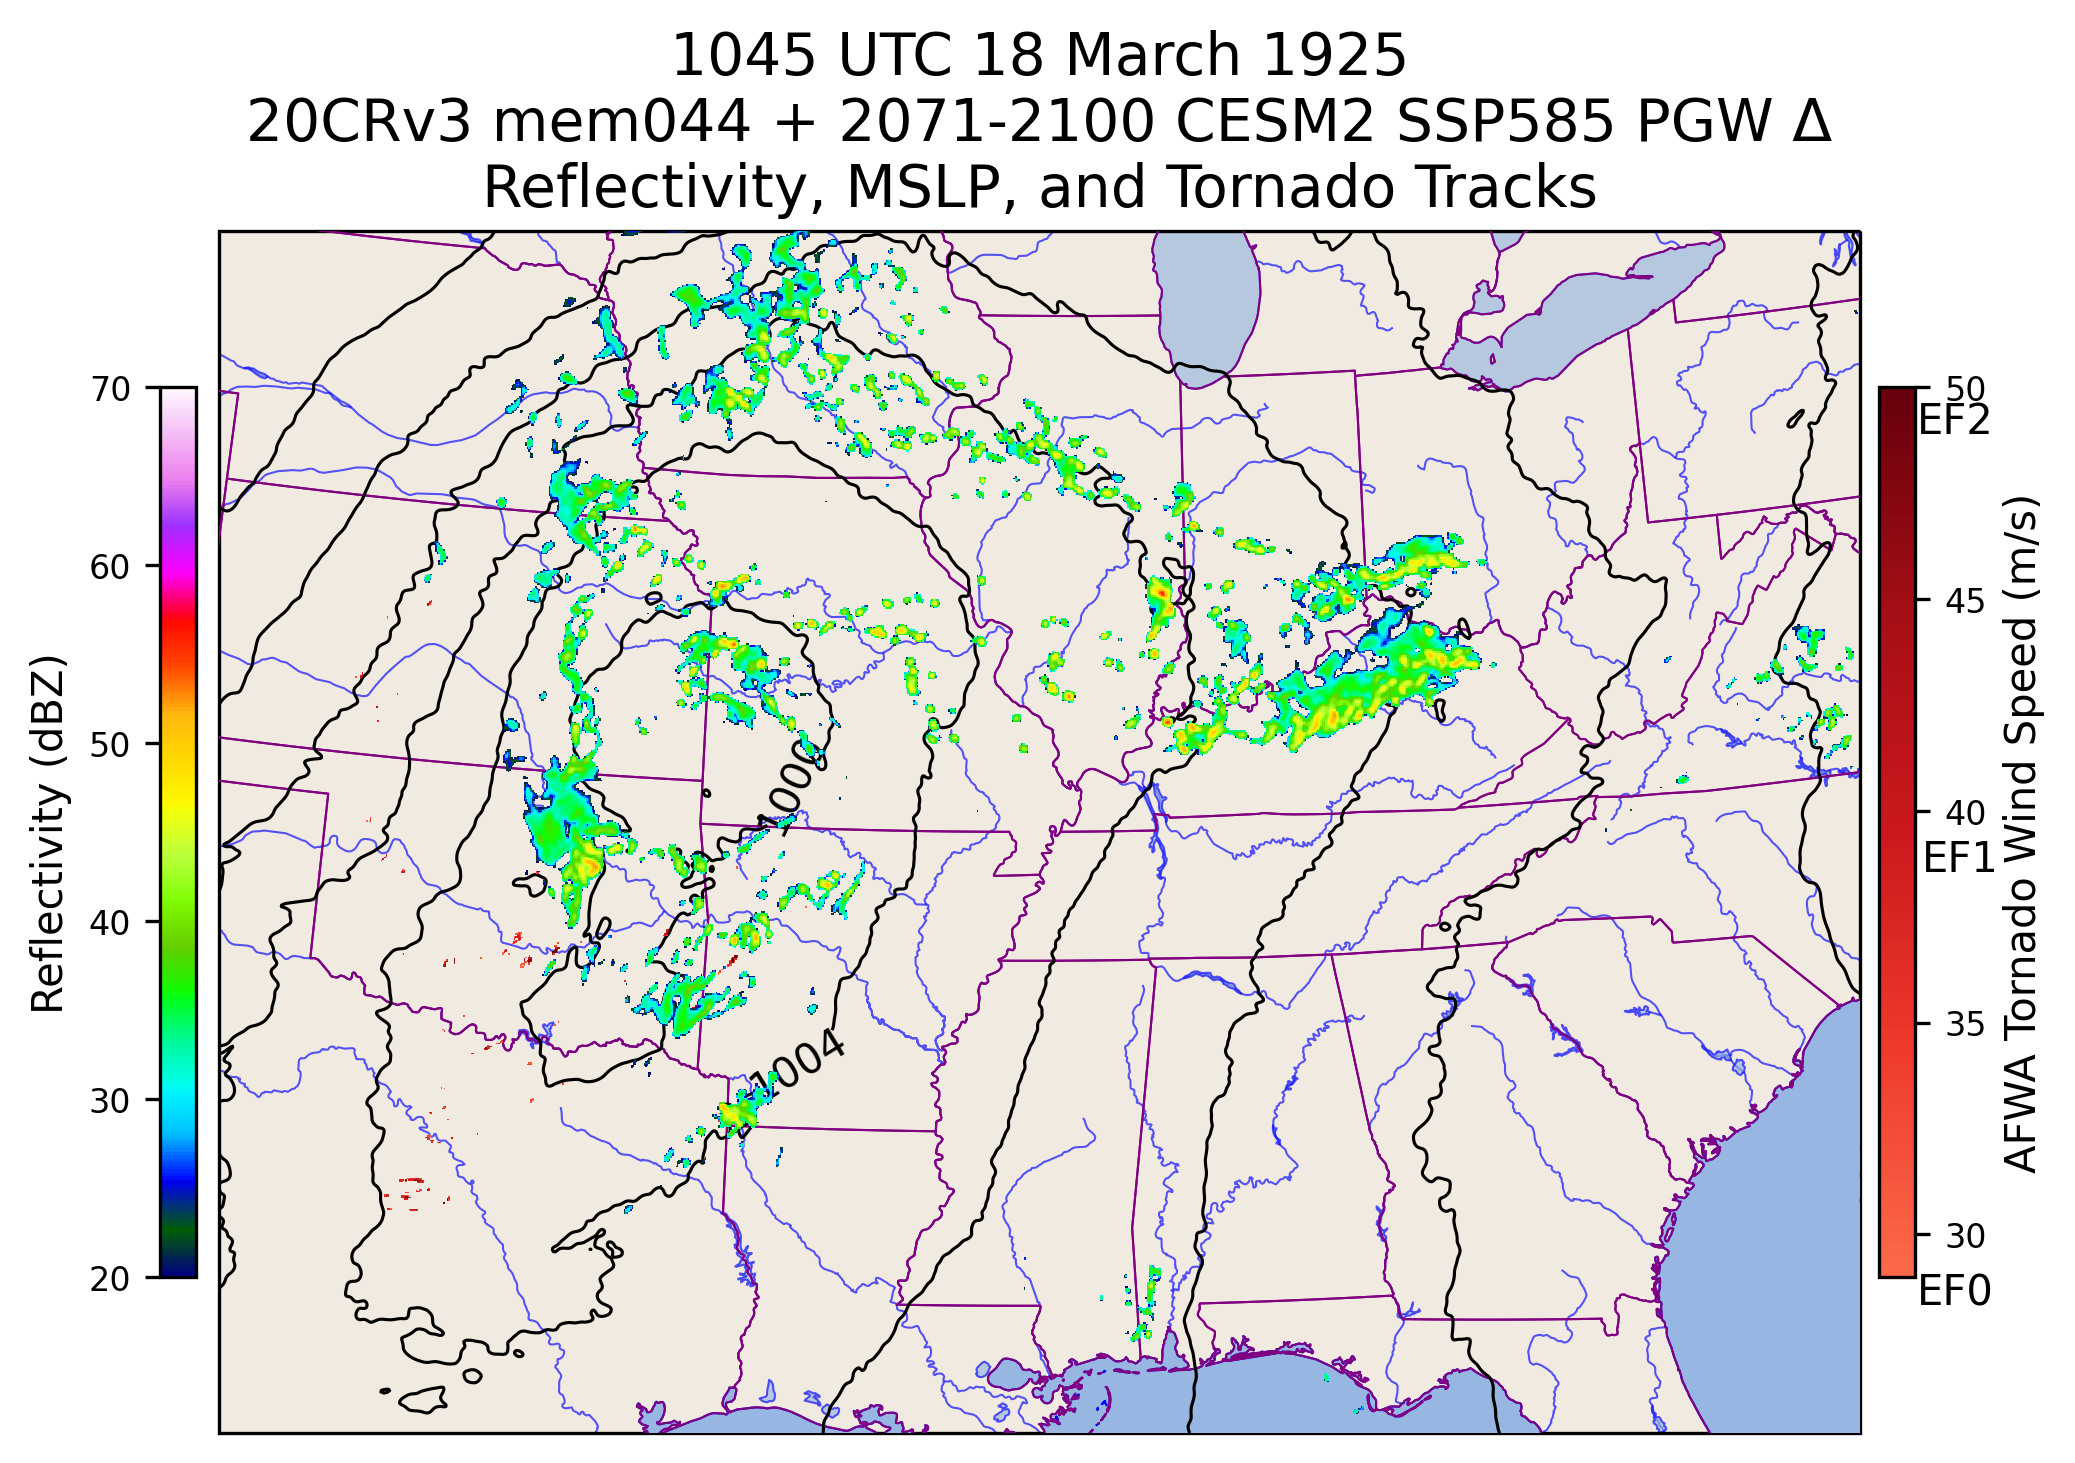 1045 UTC 18 March 1925
20CRv3 mem044 + 2071-2100 CESM2 SSP585 PGW Δ
Reflectivity, MSLP, and Tornado Tracks
70
60
50
40
30
20
Reflectivity (dBZ)
1000
1004
50
EF2
45
40
EF1
35
30
EF0
AFWA Tornado Wind Speed (m/s)